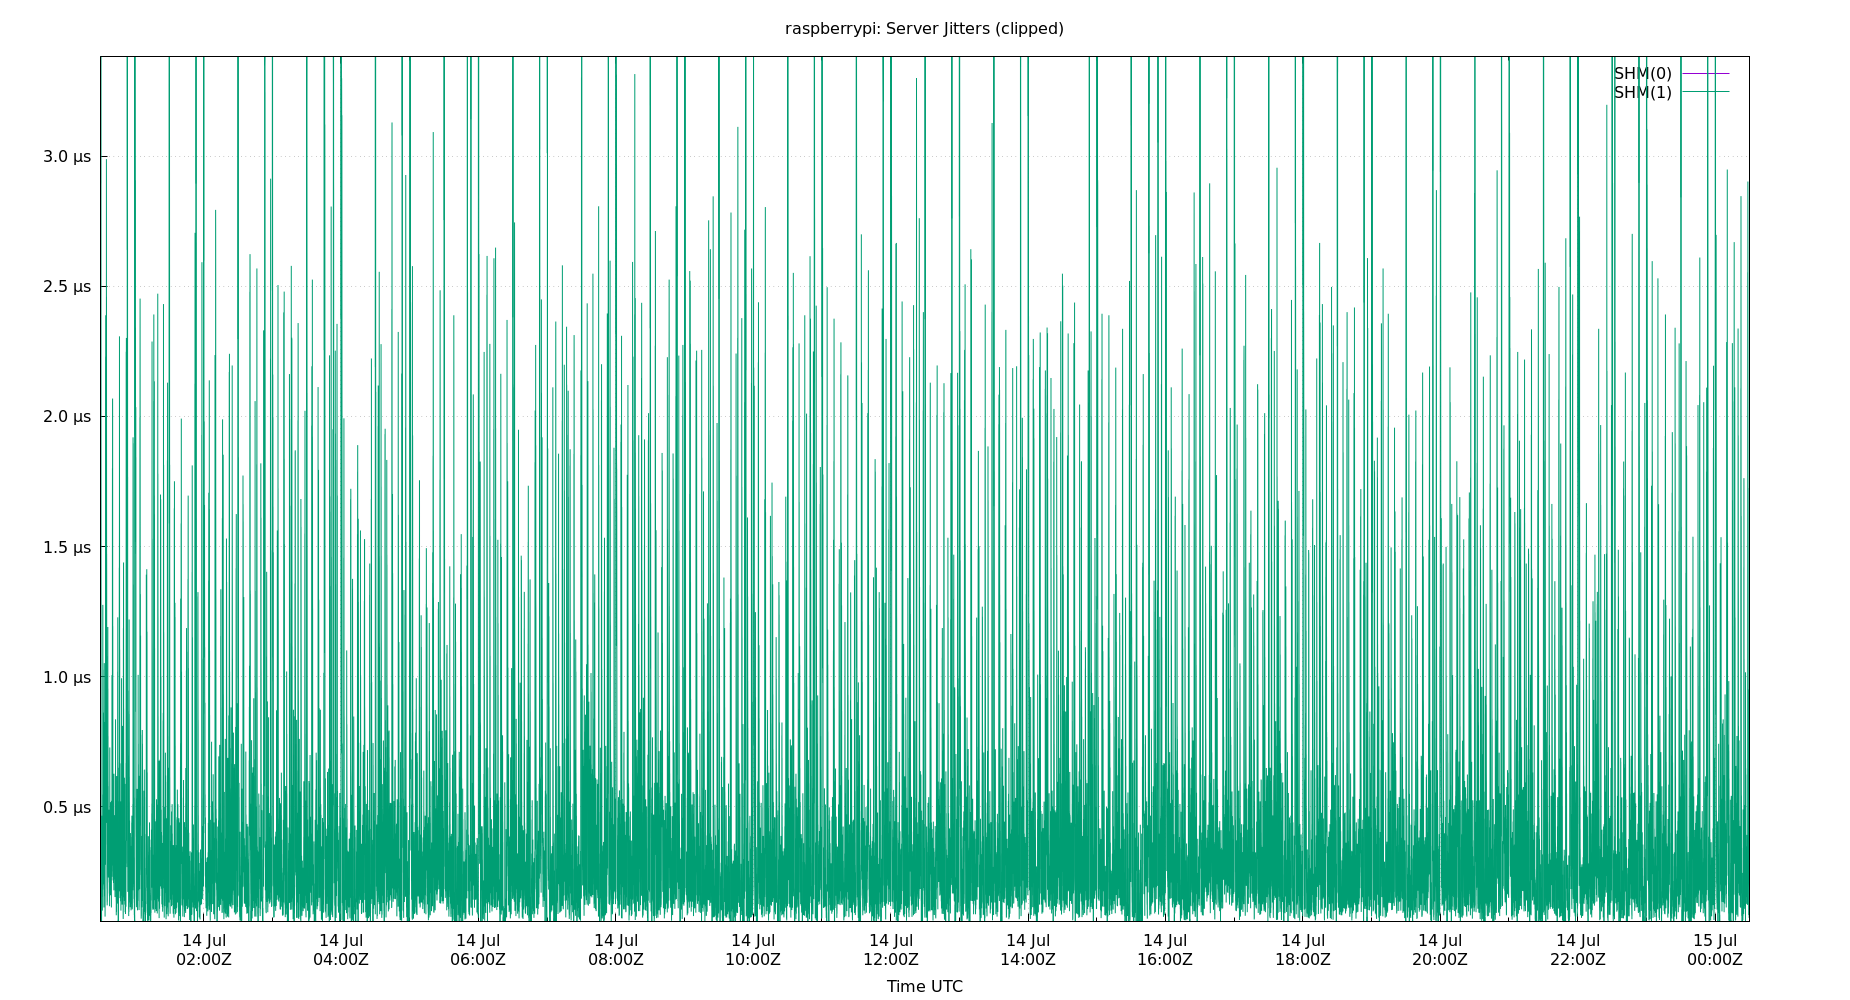 raspberrypi: Server Jitters (clipped)
SHM(0)
SHM(1)
3.0 µs
2.5 µs
2.0 µs
1.5 µs
1.0 µs
0.5 µs
14 Jul 14 Jul 14 Jul 14 Jul 14 Jul 14 Jul 14 Jul 14 Jul 14 Jul 14 Jul 14 Jul 15 Jul
02:00Z 04:00Z 06:00Z 08:00Z 10:00Z 12:00Z 14:00Z 16:00Z 18:00Z 20:00Z 22:00Z 00:00Z
Time UTC